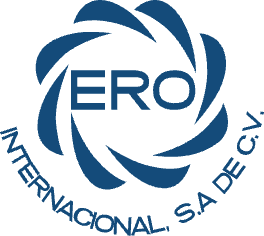 ERO
INTERNACIONAL, S.A DE C.V.